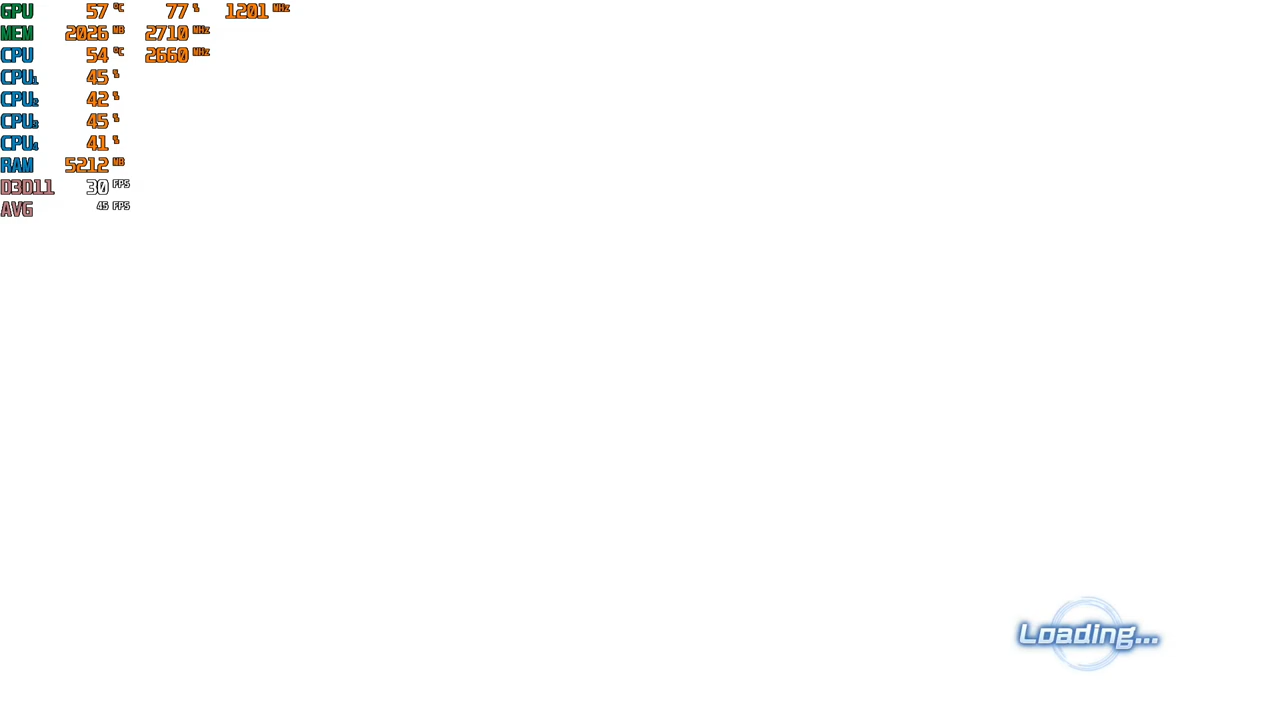 GPU 57 °C 77 % 1201 MHz
MEM 2026 MB 2710 MHz
CPU 54 °C 2660 MHz
CPU1 45 %
CPU2 42 %
CPU3 45 %
CPU4 41 %
RAM 5212 MB
D3D11 30 FPS
AVG 45 FPS
Loading...